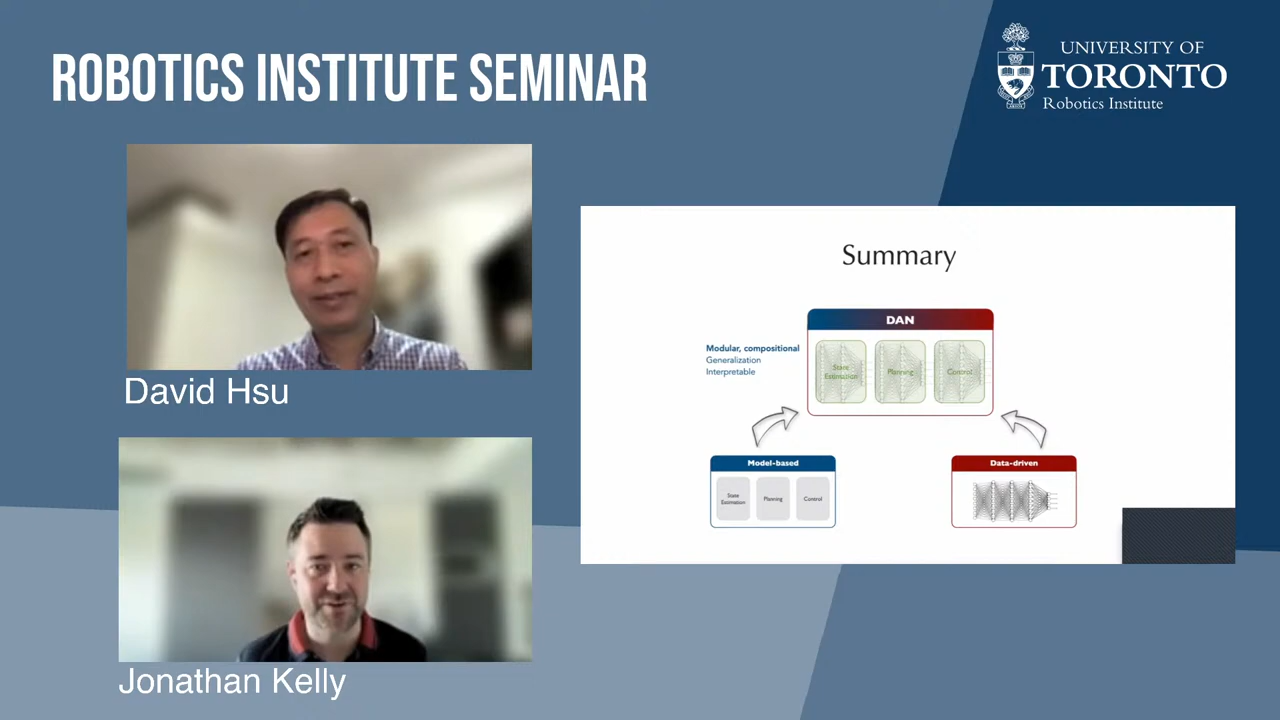 ROBOTICS INSTITUTE SEMINAR
UNIVERSITY OF
TORONTO
Robotics Institute
David Hsu
Jonathan Kelly
Summary
DAN
Modular, compositional
Generalization
Interpretable
State
Estimation
Planning
Control
Model-based
State
Estimation
Planning
Control
Data-driven